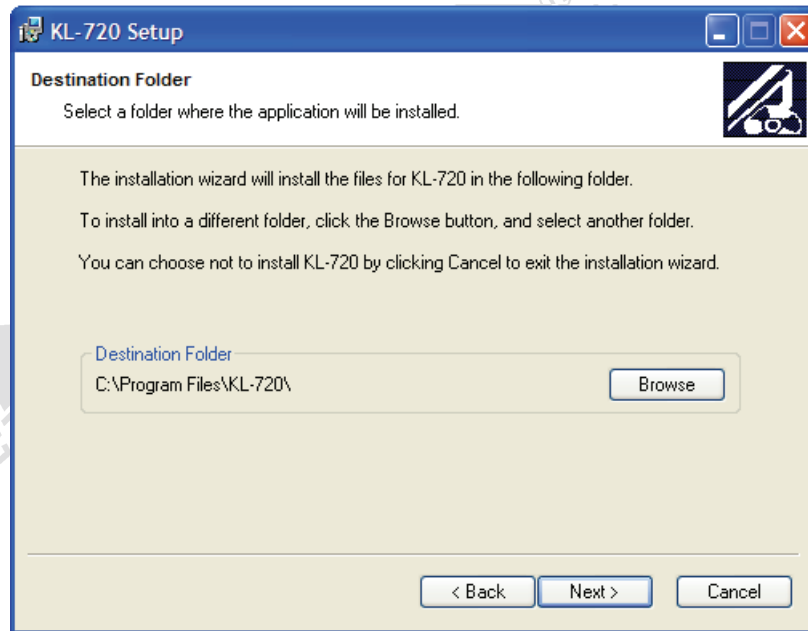 KL-720 Setup
Destination Folder
Select a folder where the application will be installed.
The installation wizard will install the files for KL-720 in the following folder.
To install into a different folder, click the Browse button, and select another folder.
You can choose not to install KL-720 by clicking Cancel to exit the installation wizard.
Destination Folder
C:\Program Files\KL-720\
Browse
< Back
Next >
Cancel